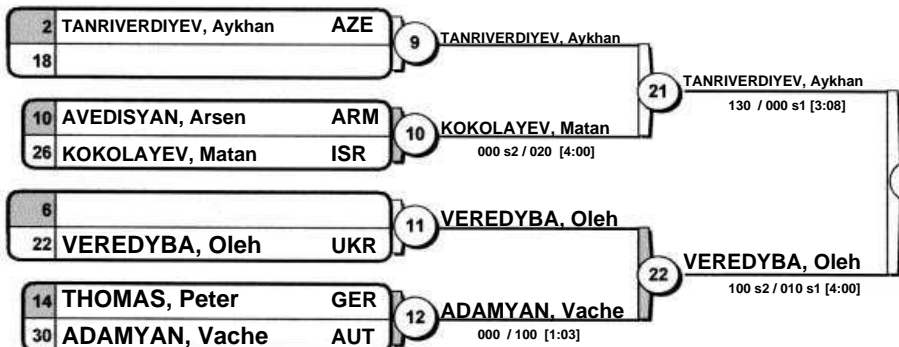 2 TANRIVERDIYEV, Aykhan AZE
18
9 TANRIVERDIYEV, Aykhan
10 AVEDISYAN, Arsen ARM
26 KOKOLAYEV, Matan ISR
10 KOKOLAYEV, Matan
000 s2 / 020 [4:00]
21 TANRIVERDIYEV, Aykhan
130 / 000 s1 [3:08]
6
22 VEREDYBA, Oleh UKR
11 VEREDYBA, Oleh
14 THOMAS, Peter GER
30 ADAMYAN, Vache AUT
12 ADAMYAN, Vache
000 / 100 [1:03]
22 VEREDYBA, Oleh
100 s2 / 010 s1 [4:00]